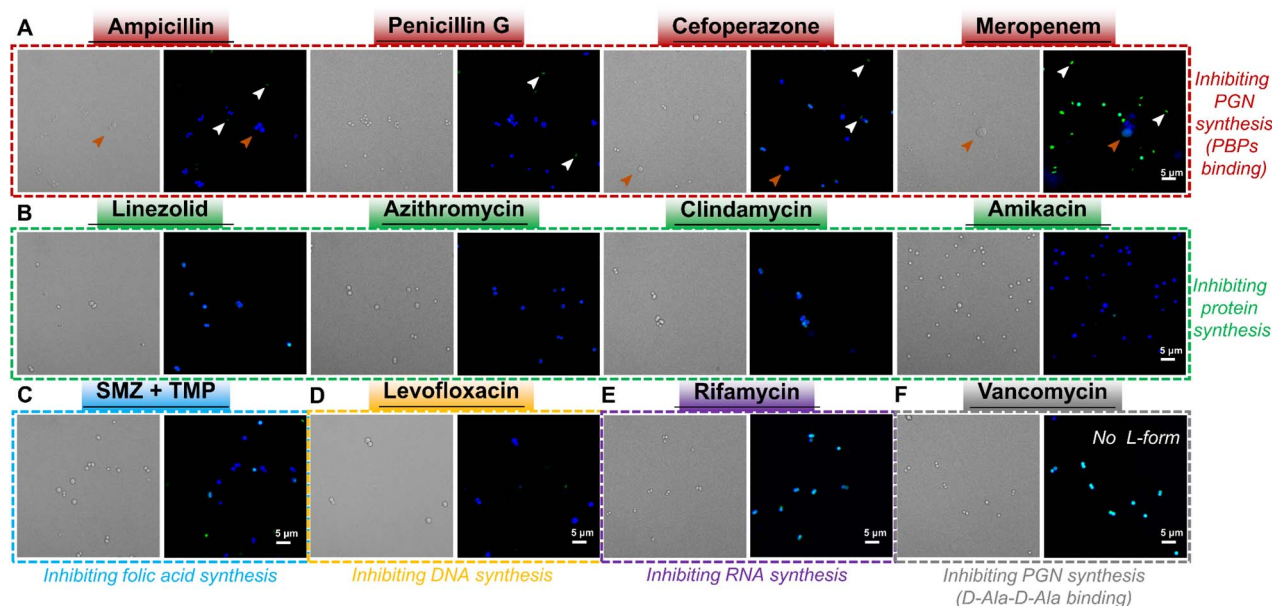 A
Ampicillin
Penicillin G
Cefoperazone
Meropenem
Inhibiting
PGN
synthesis
(PBPs
binding)
5 μm
B
Linezolid
Azithromycin
Clindamycin
Amikacin
Inhibiting
protein
synthesis
5 μm
C
SMZ + TMP
D
Levofloxacin
E
Rifamycin
F
Vancomycin
No L-form
5 μm
5 μm
5 μm
5 μm
Inhibiting folic acid synthesis
Inhibiting DNA synthesis
Inhibiting RNA synthesis
Inhibiting PGN synthesis
(D-Ala-D-Ala binding)